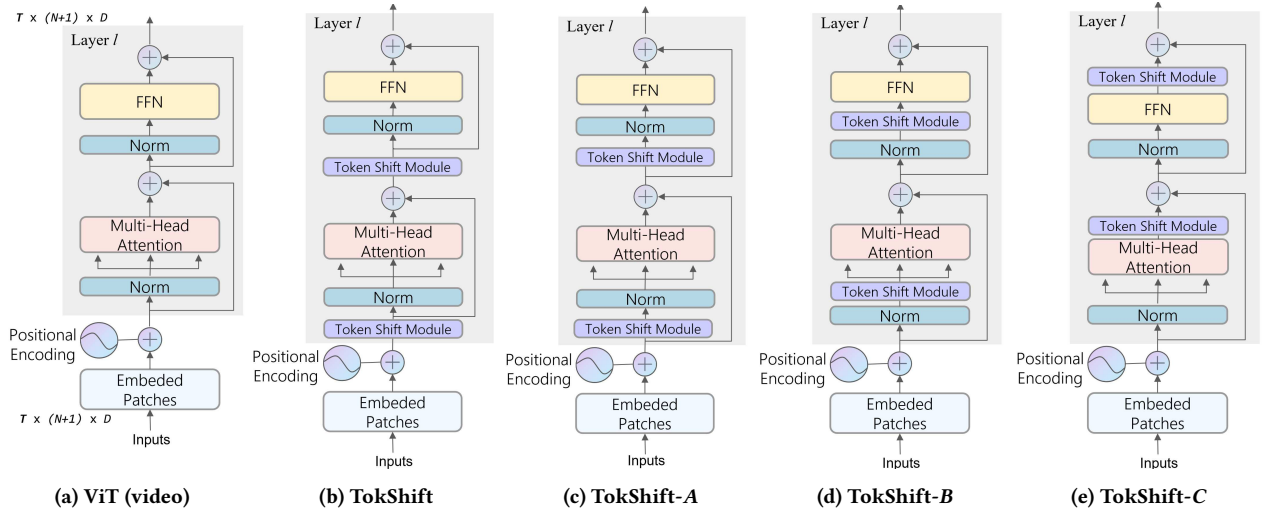 T x (N+1) x D
Layer l
FFN
Norm
Multi-Head
Attention
Norm
Positional
Encoding
Embeded
Patches
T x (N+1) x D
Inputs
(a) ViT (video)
Layer l
FFN
Norm
Token Shift Module
Multi-Head
Attention
Norm
Token Shift Module
Positional
Encoding
Embeded
Patches
Inputs
(b) TokShift
Layer l
FFN
Norm
Token Shift Module
Multi-Head
Attention
Norm
Token Shift Module
Positional
Encoding
Embeded
Patches
Inputs
(c) TokShift-A
Layer l
FFN
Token Shift Module
Norm
Multi-Head
Attention
Token Shift Module
Norm
Positional
Encoding
Embeded
Patches
Inputs
(d) TokShift-B
Layer l
Token Shift Module
FFN
Norm
Token Shift Module
Multi-Head
Attention
Norm
Positional
Encoding
Embeded
Patches
Inputs
(e) TokShift-C